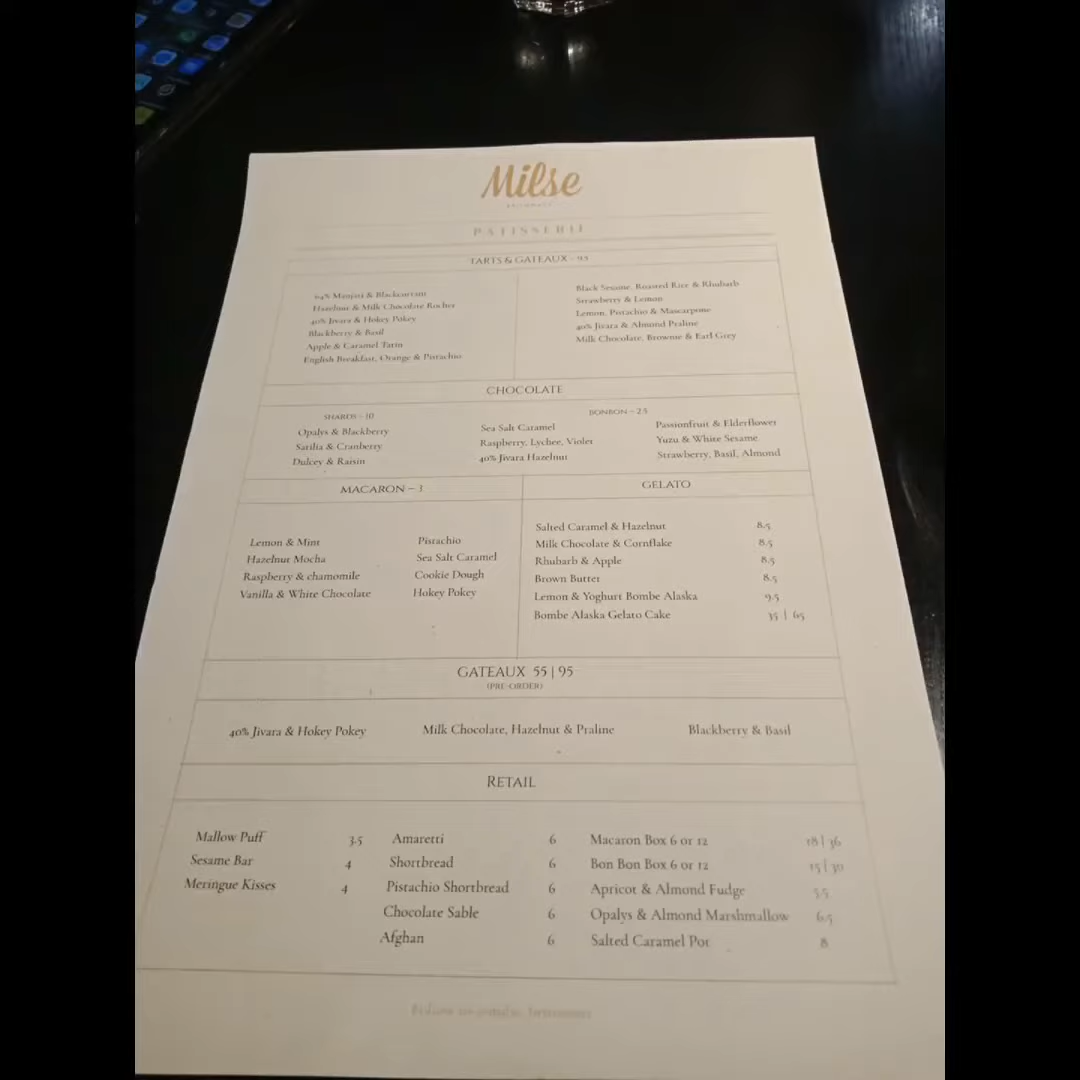 Milse
PATISSERIE
TARTS & GATEAUX - 9.5
64% Manjari & Blackcurrant
Hazelnut & Milk Chocolate Rocher
40% Jivara & Hokey Pokey
Blackberry & Basil
Apple & Caramel Tatin
English Breakfast, Orange & Pistachio
Black Sesame, Roasted Rice & Rhubarb
Strawberry & Lemon
Lemon, Pistachio & Mascarpone
40% Jivara & Almond Praline
Milk Chocolate, Brownie & Earl Grey
CHOCOLATE
SHARDS - 10
Opalys & Blackberry
Satilia & Cranberry
Dulcey & Raisin
BONBON - 2.5
Sea Salt Caramel
Raspberry, Lychee, Violet
40% Jivara Hazelnut
Passionfruit & Elderflower
Yuzu & White Sesame
Strawberry, Basil, Almond
MACARON - 3
Lemon & Mint
Hazelnut Mocha
Raspberry & chamomile
Vanilla & White Chocolate
Pistachio
Sea Salt Caramel
Cookie Dough
Hokey Pokey
GELATO
Salted Caramel & Hazelnut 8.5
Milk Chocolate & Cornflake 8.5
Rhubarb & Apple 8.5
Brown Butter 8.5
Lemon & Yoghurt Bombe Alaska 9.5
Bombe Alaska Gelato Cake 35 | 65
GATEAUX 55 | 95
(PRE-ORDER)
40% Jivara & Hokey Pokey
Milk Chocolate, Hazelnut & Praline
Blackberry & Basil
RETAIL
Mallow Puff 3.5
Sesame Bar 4
Meringue Kisses 4
Amaretti 6
Shortbread 6
Pistachio Shortbread 6
Chocolate Sable 6
Afghan 6
Macaron Box 6 or 12 18 | 36
Bon Bon Box 6 or 12 15 | 30
Apricot & Almond Fudge 5.5
Opalys & Almond Marshmallow 6.5
Salted Caramel Pot 8